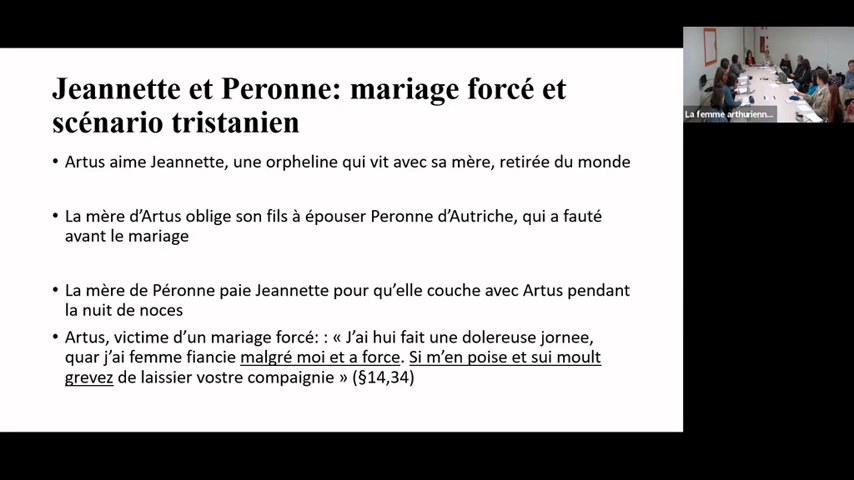 Jeannette et Peronne: mariage forcé et
scénario tristanien
• Artus aime Jeannette, une orpheline qui vit avec sa mère, retirée du monde
• La mère d’Artus oblige son fils à épouser Peronne d’Autriche, qui a fauté
avant le mariage
• La mère de Péronne paie Jeannette pour qu’elle couche avec Artus pendant
la nuit de noces
• Artus, victime d’un mariage forcé: : « J’ai hui fait une dolereuse jornee,
quar j’ai femme fiancie malgré moi et a force. Si m’en poise et sui moult
grevez de laissier vostre compaignie » (§14,34)
La femme arthurienn...